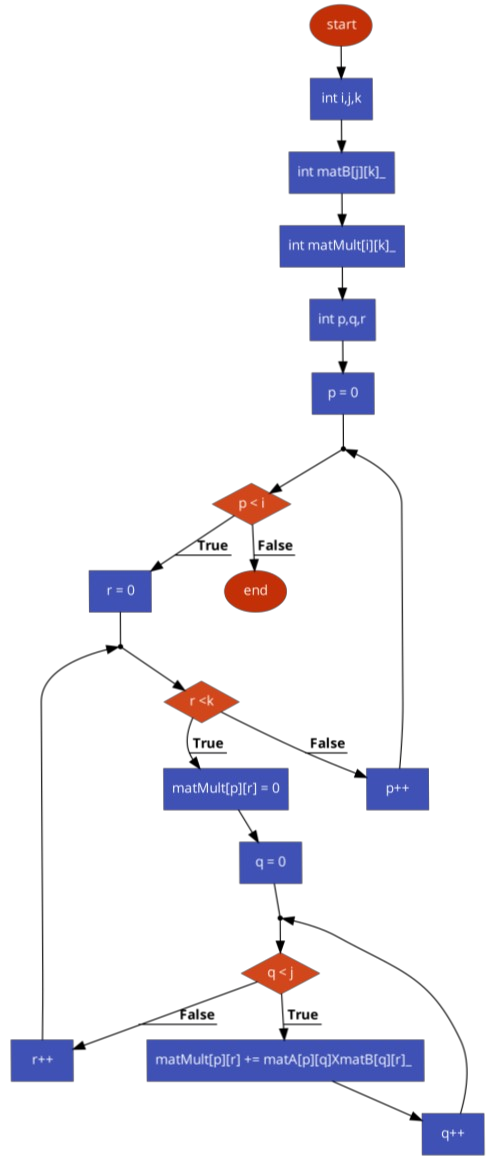 start
int i,j,k
int matB[j][k]_
int matMult[i][k]_
int p,q,r
p = 0
p < i
True
False
r = 0
end
r <k
True
False
matMult[p][r] = 0
p++
q = 0
q < j
False
True
r++
matMult[p][r] += matA[p][q]XmatB[q][r]_
q++